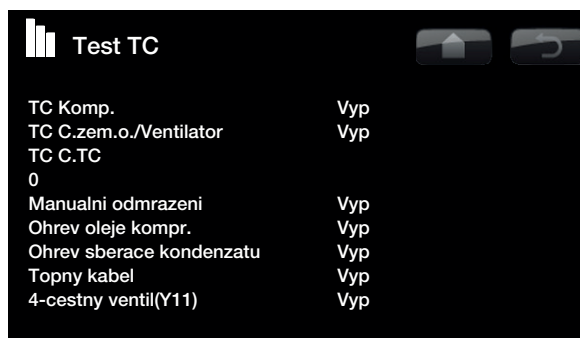 Test TC
TC Komp. Vyp
TC C.zem.o./Ventilator Vyp
TC C.TC
0
Manualni odmrazeni Vyp
Ohrev oleje kompr. Vyp
Ohrev sberace kondenzatu Vyp
Topny kabel Vyp
4-cestny ventil(Y11) Vyp